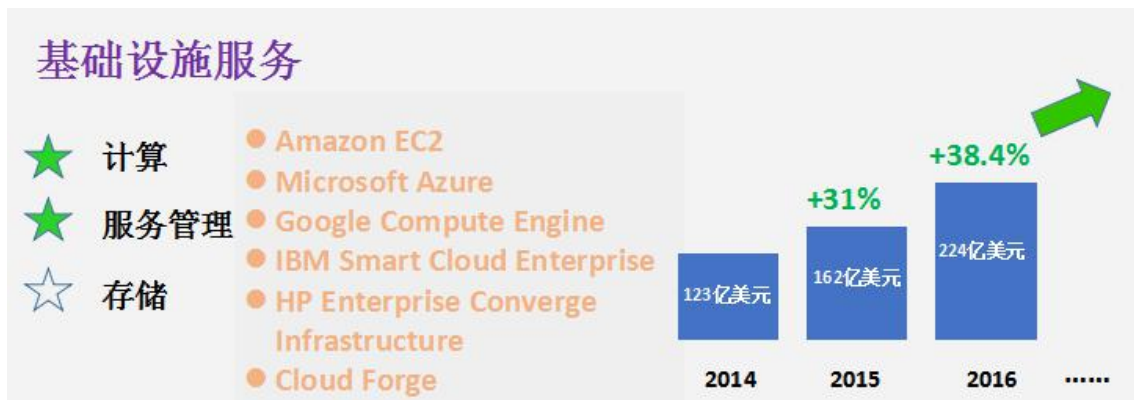 基础设施服务
计算
服务管理
存储
Amazon EC2
Microsoft Azure
Google Compute Engine
IBM Smart Cloud Enterprise
HP Enterprise Converge
Infrastructure
Cloud Forge
+38.4%
+31%
123亿美元
162亿美元
224亿美元
2014
2015
2016
……